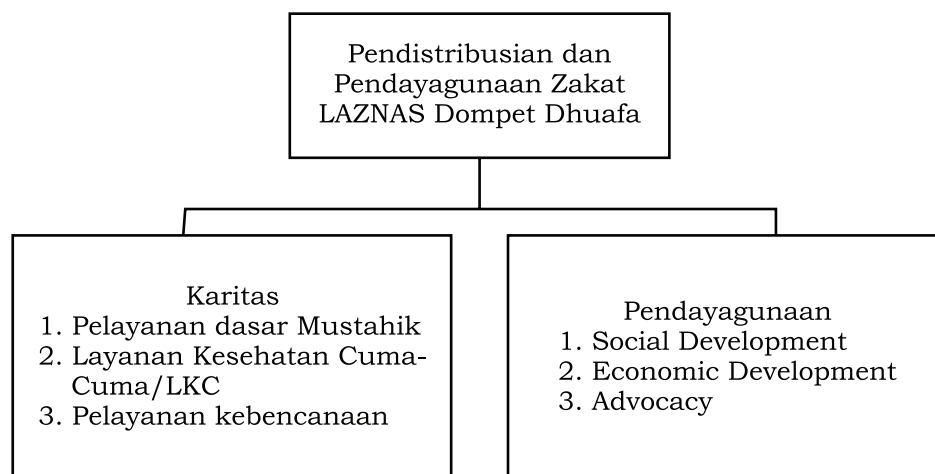 Pendistribusian dan
Pendayagunaan Zakat
LAZNAS Dompet Dhuafa
Karitas
1. Pelayanan dasar Mustahik
2. Layanan Kesehatan Cuma-
Cuma/LKC
3. Pelayanan kebencanaan
Pendayagunaan
1. Social Development
2. Economic Development
3. Advocacy